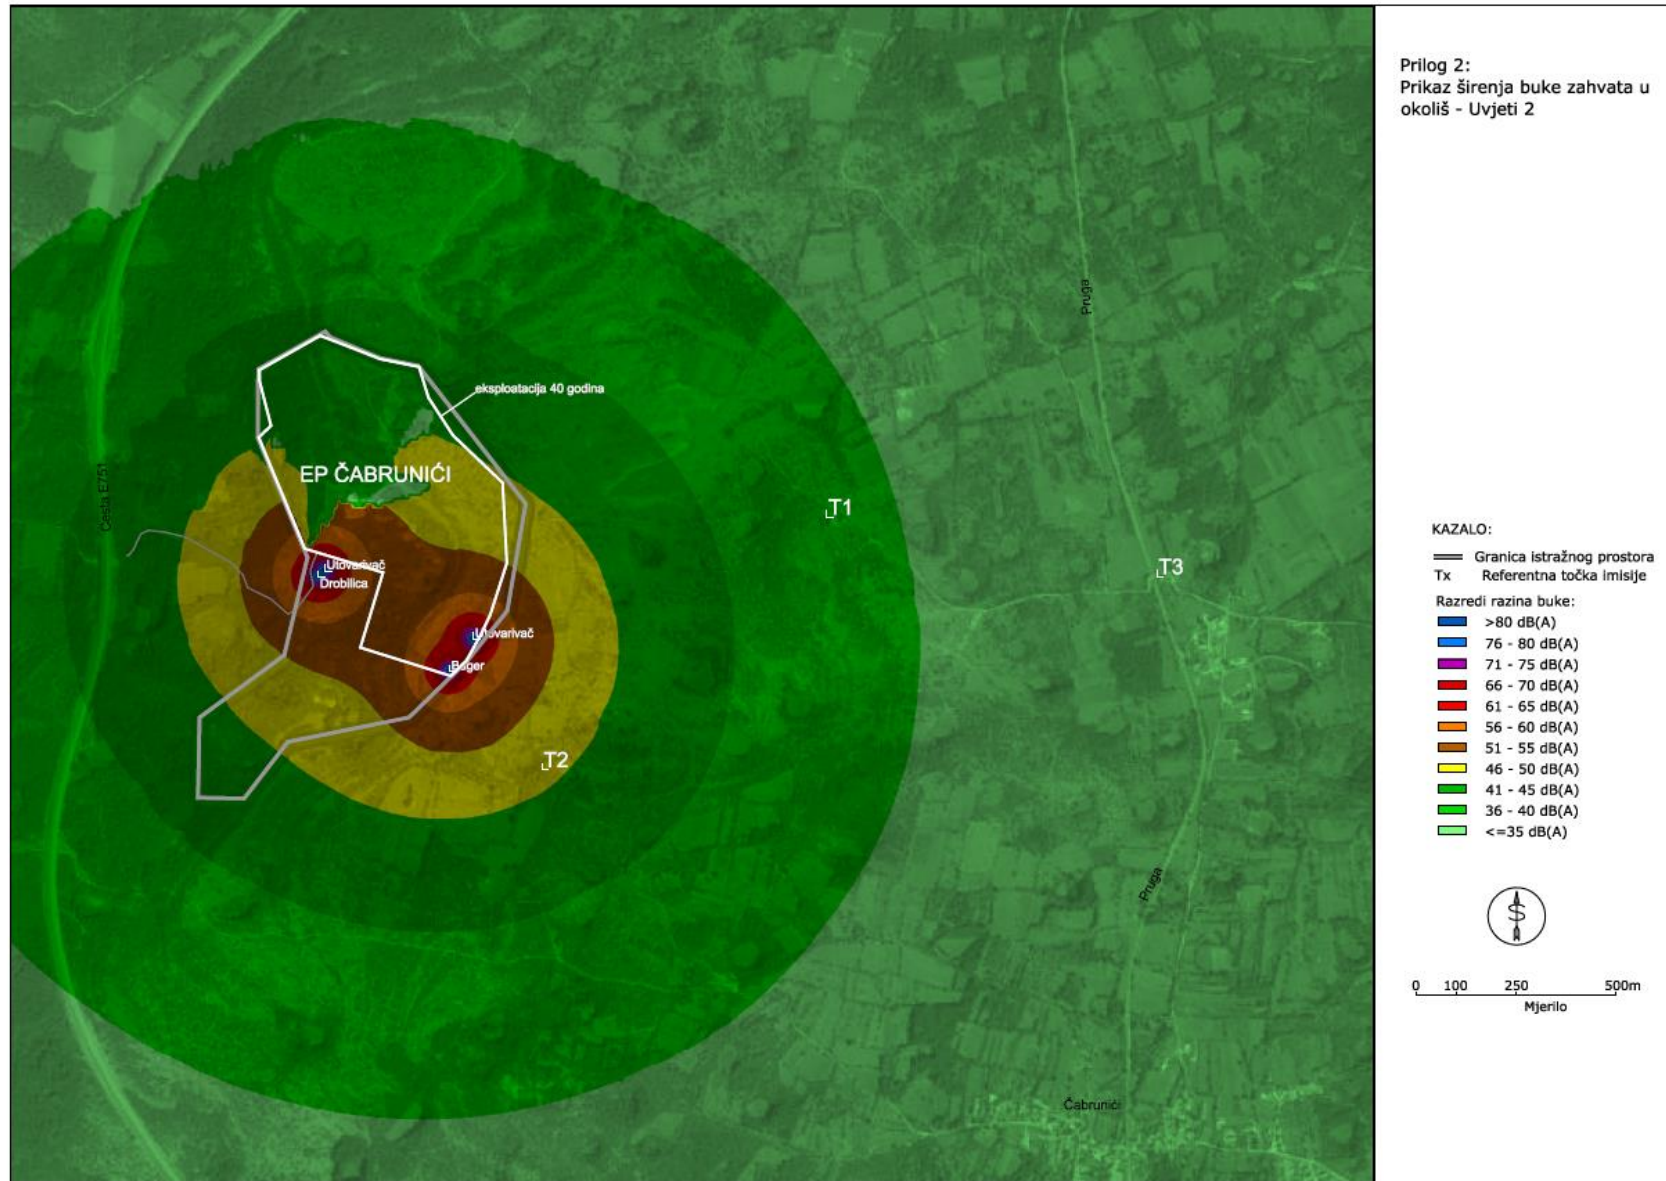 Prilog 2:
Prikaz širenja buke zahvata u
okoliš - Uvjeti 2
Pruga
eksploatacija 40 godina
EP ČABRUNIĆI
Cesta E751
T1
Utovarivač
Drobilica
T3
Utovarivač
Bager
T2
Pruga
Čabrunići
KAZALO:
Granica istražnog prostora
Tx Referentna točka imisije
Razredi razina buke:
>80 dB(A)
76 - 80 dB(A)
71 - 75 dB(A)
66 - 70 dB(A)
61 - 65 dB(A)
56 - 60 dB(A)
51 - 55 dB(A)
46 - 50 dB(A)
41 - 45 dB(A)
36 - 40 dB(A)
<=35 dB(A)
S
0 100 250 500m
Mjerilo